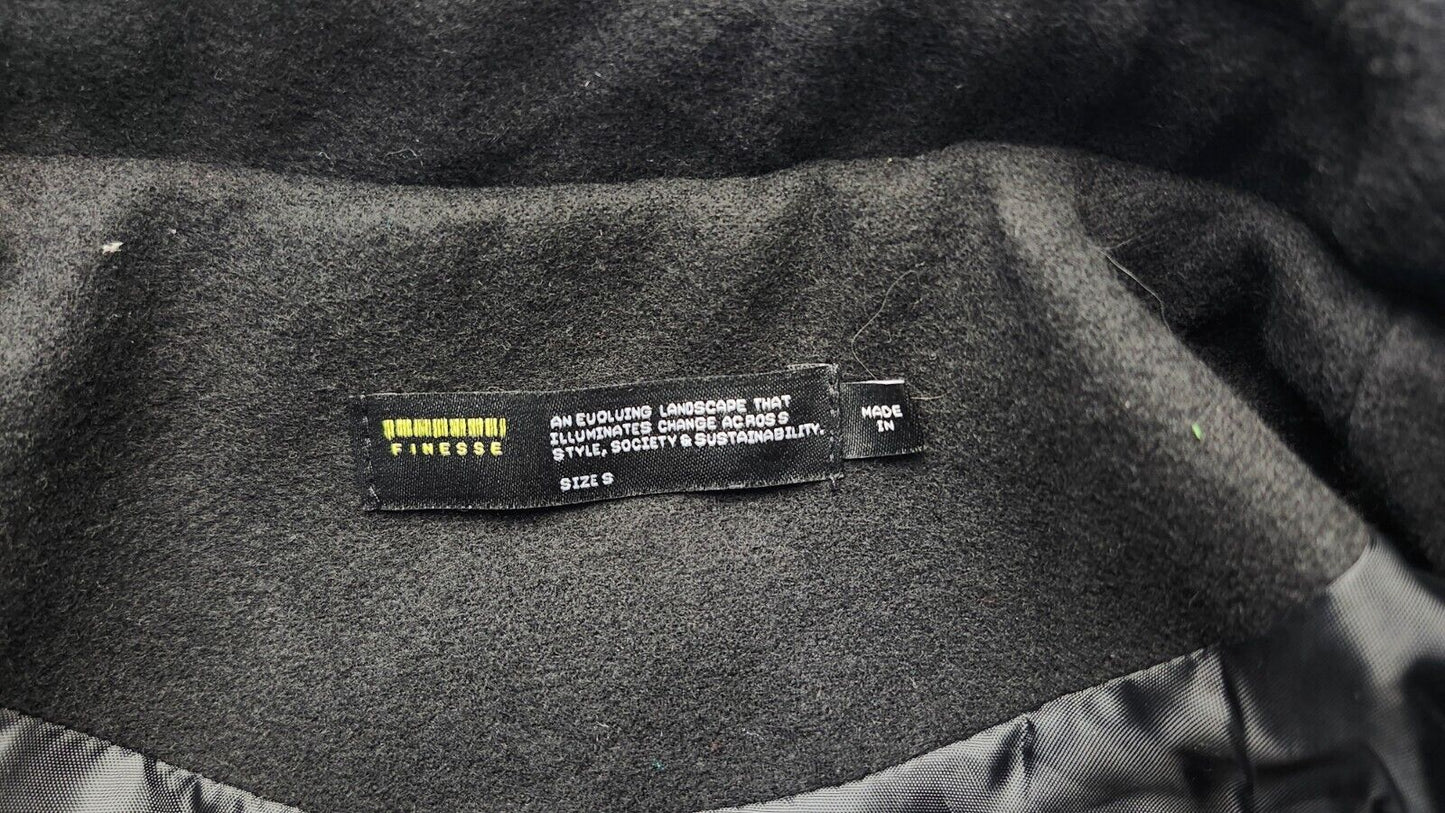 FINESSE
AN EVOLVING LANDSCAPE THAT
ILLUMINATES CHANGE ACROSS
STYLE, SOCIETY & SUSTAINABILITY.
SIZE S
MADE
IN